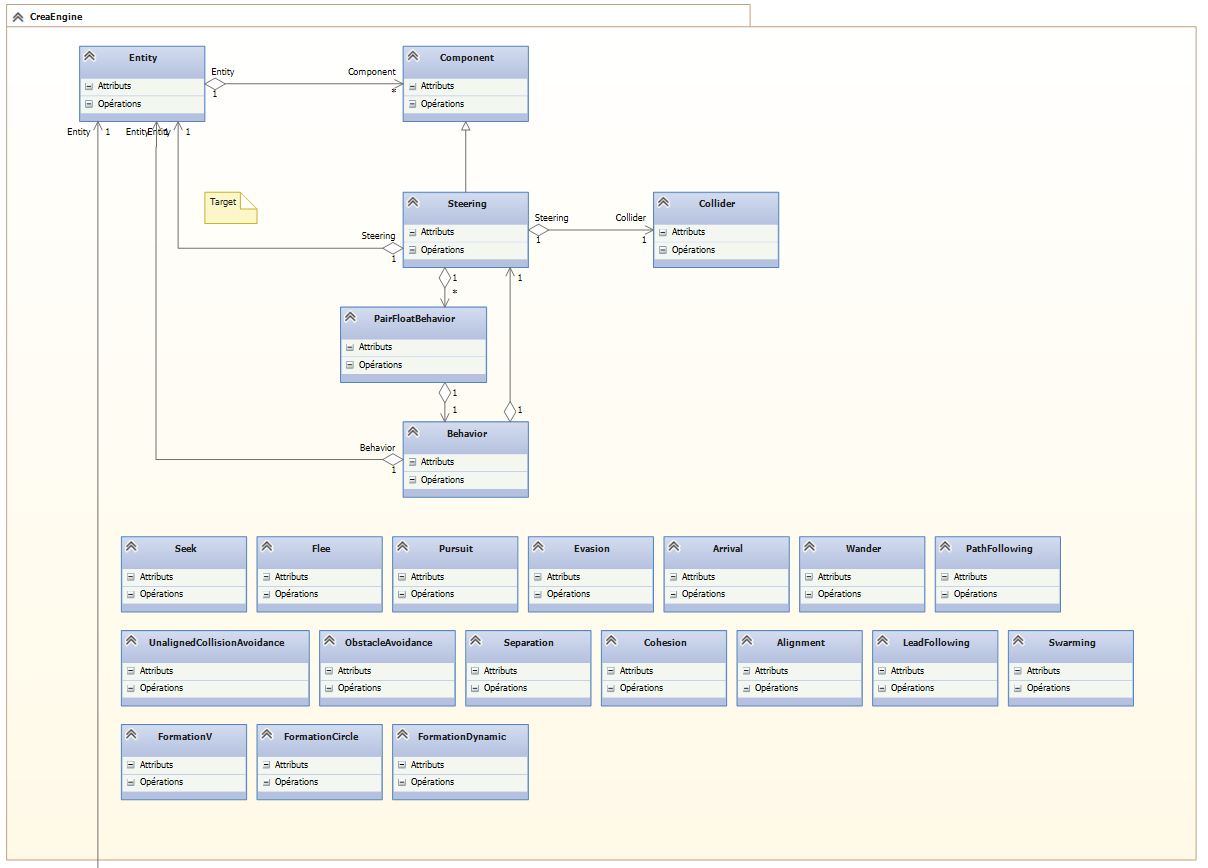 CreaEngine
Entity
Attributs
Opérations
Component
Attributs
Opérations
Entity
1
Component
*
Entity
1
Entity
1
Entity
1
Target
Steering
Attributs
Opérations
Steering
1
Collider
1
Collider
Attributs
Opérations
Steering
1
1
*
1
PairFloatBehavior
Attributs
Opérations
1
1
1
Behavior
Attributs
Opérations
Behavior
1
Seek
Attributs
Opérations
Flee
Attributs
Opérations
Pursuit
Attributs
Opérations
Evasion
Attributs
Opérations
Arrival
Attributs
Opérations
Wander
Attributs
Opérations
PathFollowing
Attributs
Opérations
UnalignedCollisionAvoidance
Attributs
Opérations
ObstacleAvoidance
Attributs
Opérations
Separation
Attributs
Opérations
Cohesion
Attributs
Opérations
Alignment
Attributs
Opérations
LeadFollowing
Attributs
Opérations
Swarming
Attributs
Opérations
FormationV
Attributs
Opérations
FormationCircle
Attributs
Opérations
FormationDynamic
Attributs
Opérations